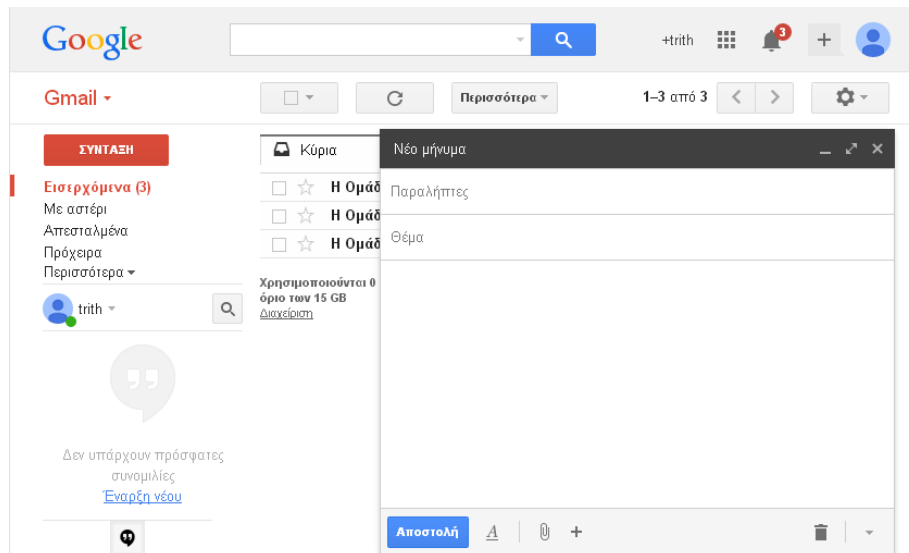 Google
+trith
3
+
Gmail
Περισσότερα
1–3 από 3
ΣΥΝΤΑΞΗ
Εισερχόμενα (3)
Με αστέρι
Απεσταλμένα
Πρόχειρα
Περισσότερα
trith
Δεν υπάρχουν πρόσφατες
συνομιλίες
Έναρξη νέου
Κύρια
Η Ομάδ
Η Ομάδ
Η Ομάδ
Χρησιμοποιούνται 0
όριο των 15 GB
Διαχείριση
Νέο μήνυμα
Παραλήπτες
Θέμα
Αποστολή
A
+